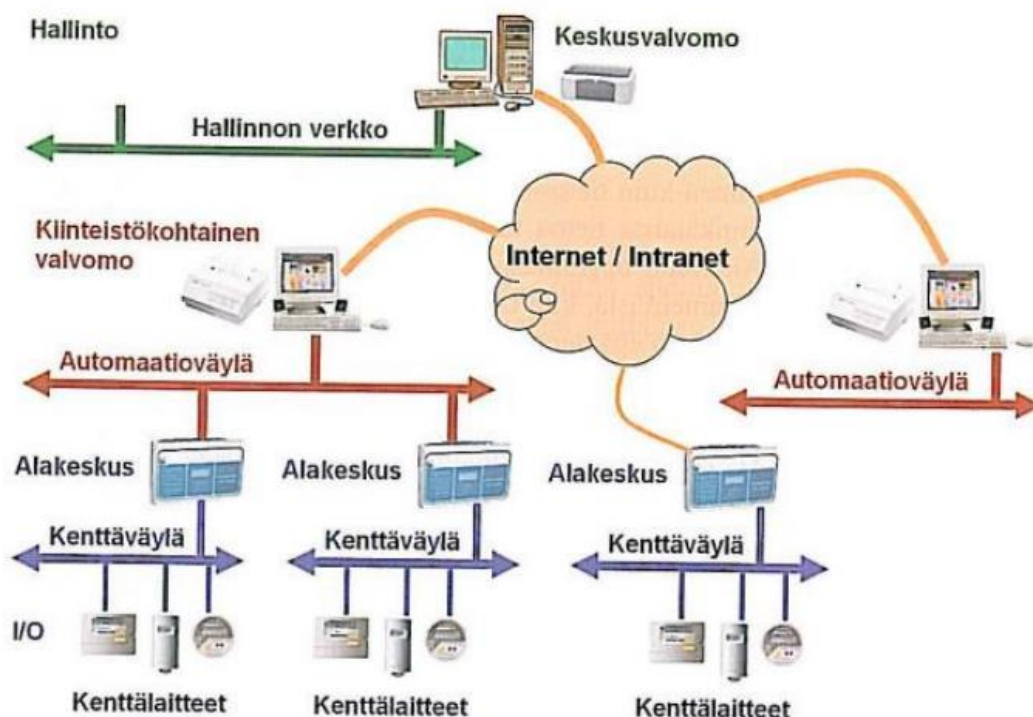 Hallinto
Keskusvalvomo
Hallinnon verkko
Kiinteistökohtainen
valvomo
Internet / Intranet
Automaatioväylä
Automaatioväylä
Alakeskus
Alakeskus
Alakeskus
Kenttäväylä
Kenttäväylä
Kenttäväylä
I/O
Kenttälaitteet
Kenttälaitteet
Kenttälaitteet